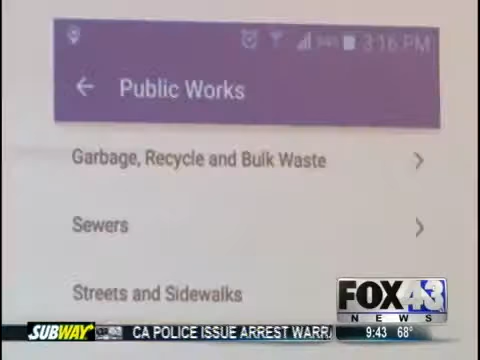 3:16 PM
Public Works
Garbage, Recycle and Bulk Waste
Sewers
Streets and Sidewalks
FOX 43
NEWS
SUBWAY CA POLICE ISSUE ARREST WARR
9:43 68°